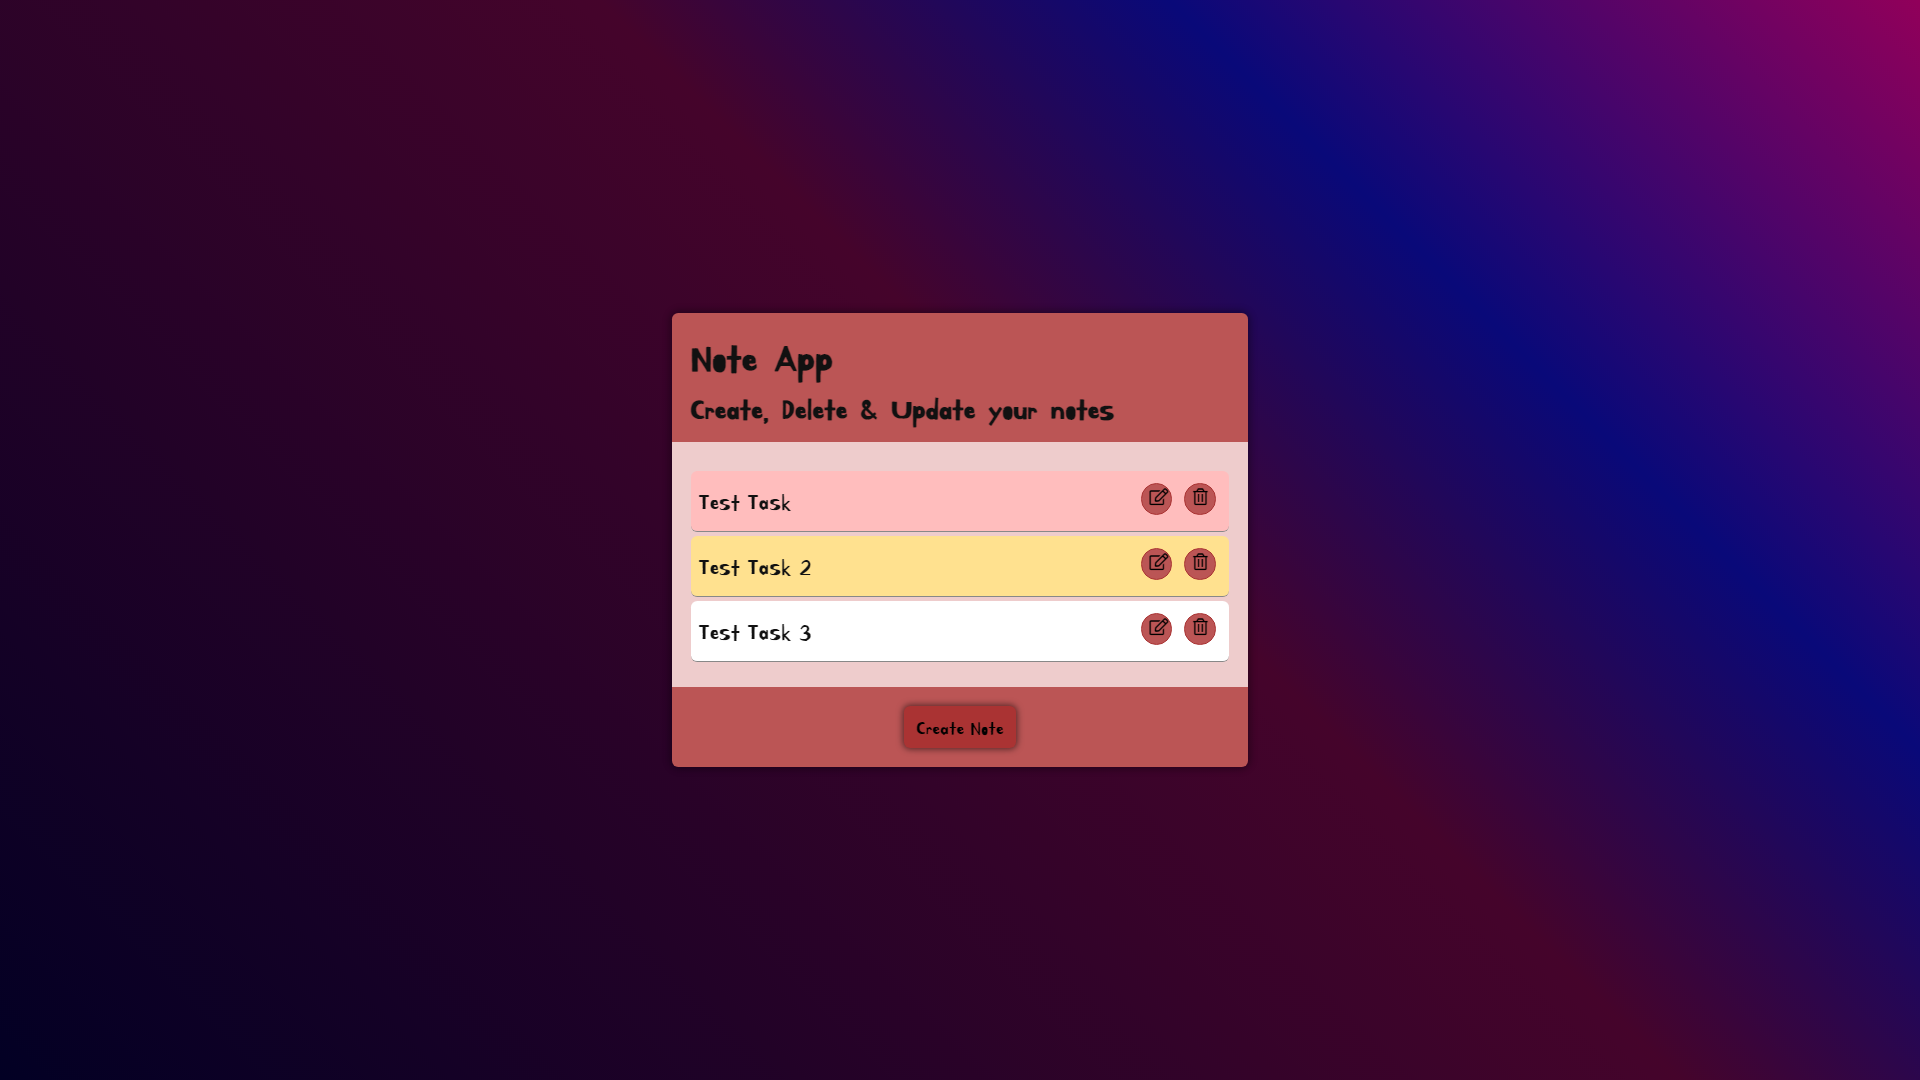 Note App
Create, Delete & Update your notes
Test Task
Test Task 2
Test Task 3
Create Note